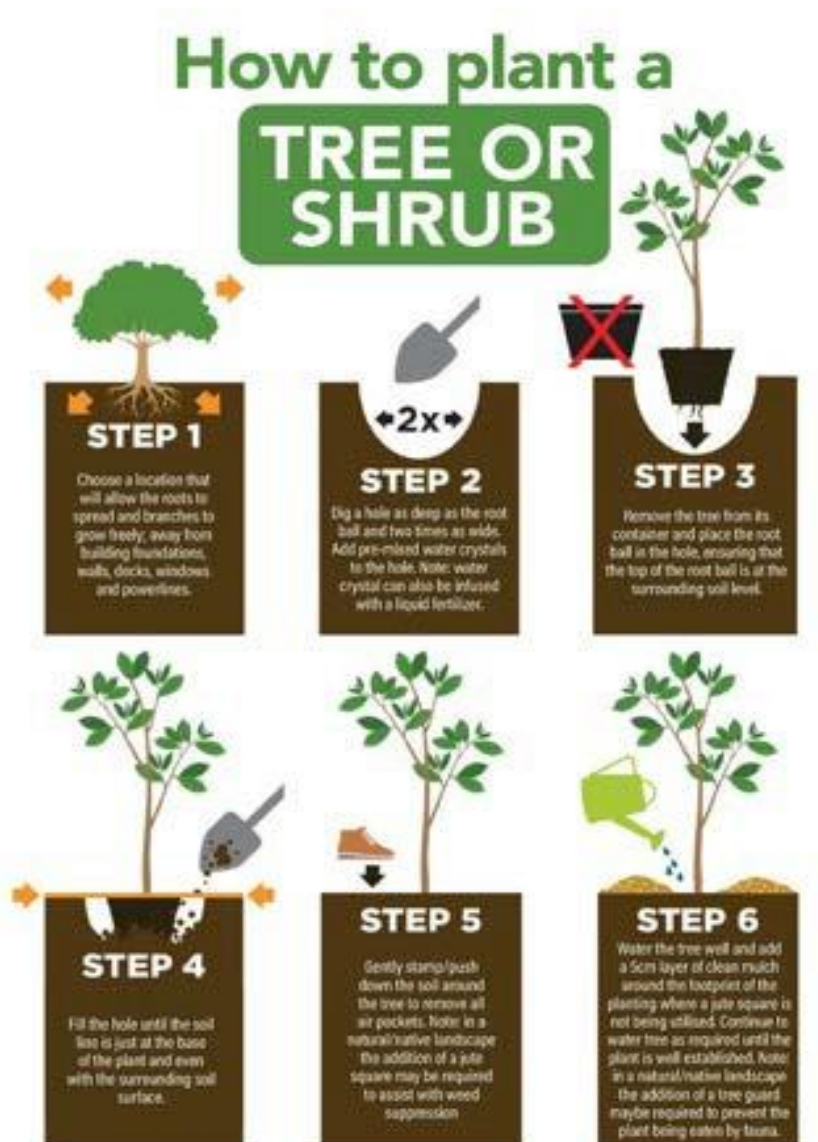 How to plant a
TREE OR
SHRUB
2x
STEP 1
Choose a location that
will allow the roots to
spread and branches to
grow freely; away from
building foundations,
walls, decks, windows
and powerlines.
STEP 2
Dig a hole as deep as the root
ball and two times as wide.
Add pre-mixed water crystals
to the hole. Note: water
crystal can also be infused
with a liquid fertilizer.
STEP 3
Remove the tree from its
container and place the root
ball in the hole, ensuring that
the top of the root ball is at the
surrounding soil level.
STEP 4
Fill the hole until the soil
line is just at the base
of the plant and even
with the surrounding soil
surface.
STEP 5
Gently stamp/push
down the soil around
the tree to remove all
air pockets. Note: in a
natural/native landscape
the addition of a jute
square may be required
to assist with weed
suppression
STEP 6
Water the tree well and add
a 5cm layer of clean mulch
around the footprint of the
planting where a jute square is
not being utilised. Continue to
water tree as required until the
plant is well established. Note:
in a natural/native landscape
the addition of a tree guard
maybe required to prevent the
plant being eaten by fauna.